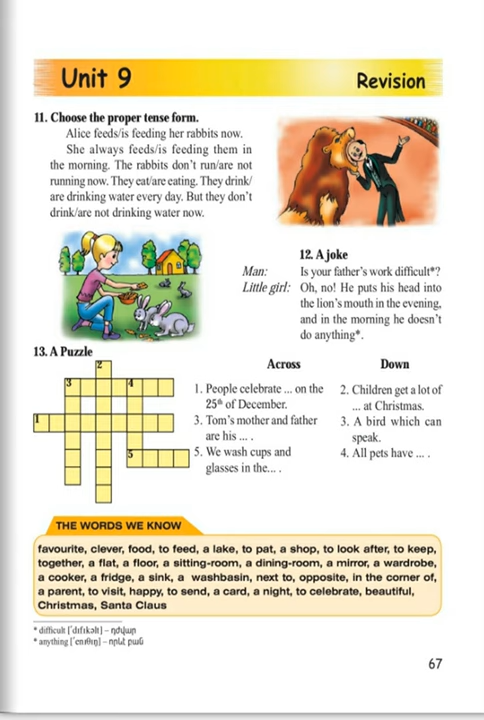 Unit 9
Revision
11. Choose the proper tense form.
Alice feeds/is feeding her rabbits now.
She always feeds/is feeding them in
the morning. The rabbits don't run/are not
running now. They eat/are eating. They drink/
are drinking water every day. But they don't
drink/are not drinking water now.
12. A joke
Man: Is your father's work difficult*?
Little girl: Oh, no! He puts his head into
the lion's mouth in the evening,
and in the morning he doesn't
do anything*.
13. A Puzzle
2
3 4
1
5
Across
1. People celebrate ... on the
25th of December.
3. Tom's mother and father
are his ... .
5. We wash cups and
glasses in the... .
Down
2. Children get a lot of
... at Christmas.
3. A bird which can
speak.
4. All pets have ... .
THE WORDS WE KNOW
favourite, clever, food, to feed, a lake, to pat, a shop, to look after, to keep,
together, a flat, a floor, a sitting-room, a dining-room, a mirror, a wardrobe,
a cooker, a fridge, a sink, a washbasin, next to, opposite, in the corner of,
a parent, to visit, happy, to send, a card, a night, to celebrate, beautiful,
Christmas, Santa Claus
* difficult ['dıfıkəlt] – դժվար
* anything ['enıθıŋ] – որևէ բան
67